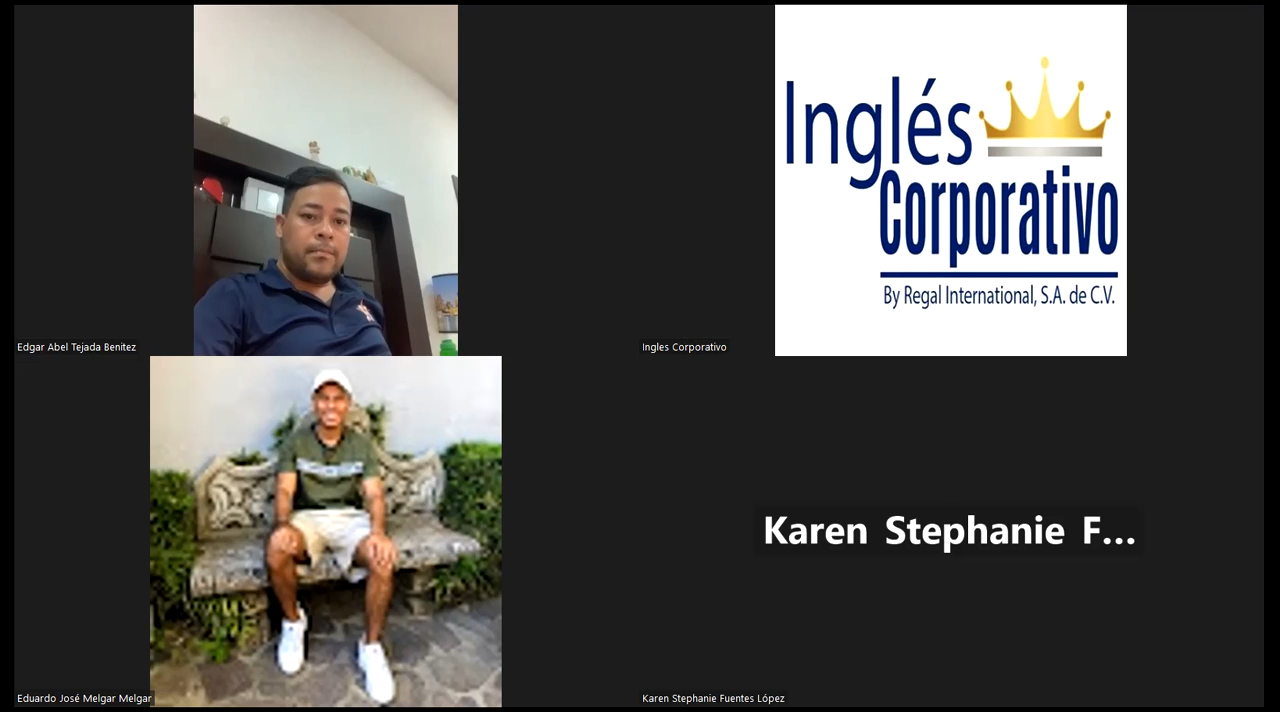 Inglés
Corporativo
By Regal International, S.A. de C.V.
Edgar Abel Tejada Benitez
Ingles Corporativo
Karen Stephanie F...
Eduardo José Melgar Melgar
Karen Stephanie Fuentes López